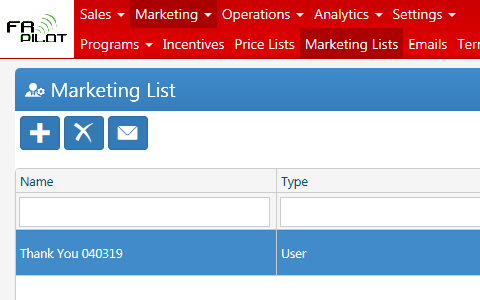 FA PILOT
Sales Marketing Operations Analytics Settings
Programs Incentives Price Lists Marketing Lists Emails Ter
Marketing List
Name Type
Thank You 040319 User